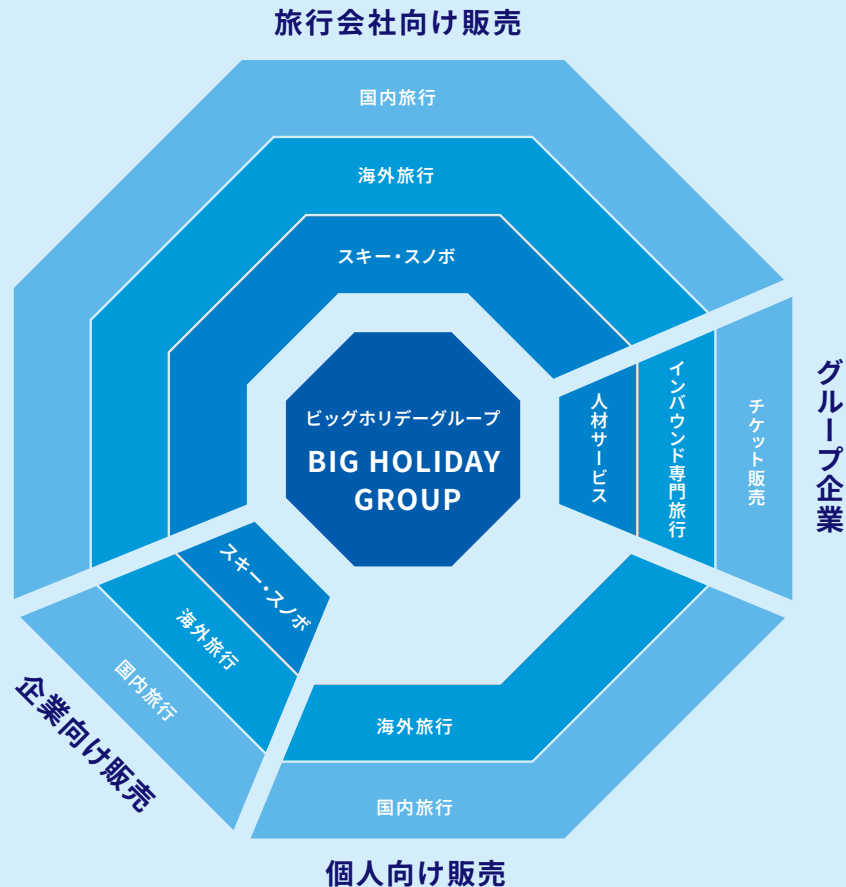 旅行会社向け販売
国内旅行
海外旅行
スキー・スノボ
ビッグホリデーグループ
BIG HOLIDAY
GROUP
人材サービス
インバウンド専門旅行
チケット販売
グループ企業
スキー・スノボ
海外旅行
国内旅行
企業向け販売
海外旅行
国内旅行
個人向け販売